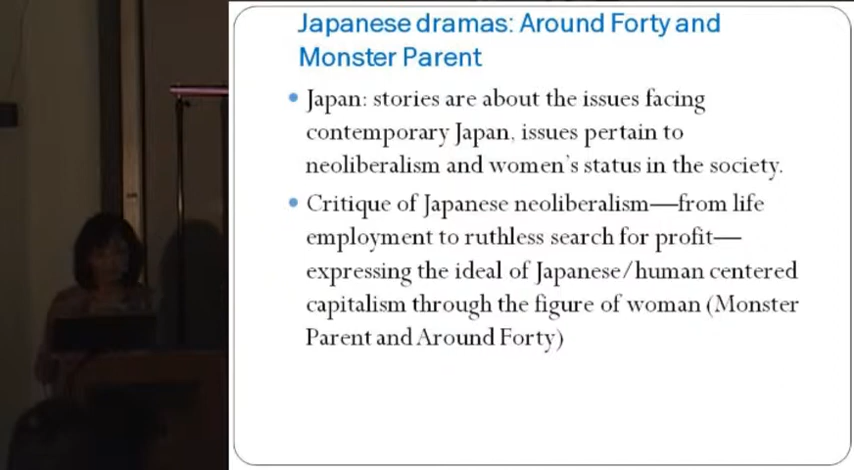 Japanese dramas: Around Forty and
Monster Parent
• Japan: stories are about the issues facing
contemporary Japan, issues pertain to
neoliberalism and women's status in the society.
• Critique of Japanese neoliberalism—from life
employment to ruthless search for profit—
expressing the ideal of Japanese/human centered
capitalism through the figure of woman (Monster
Parent and Around Forty)